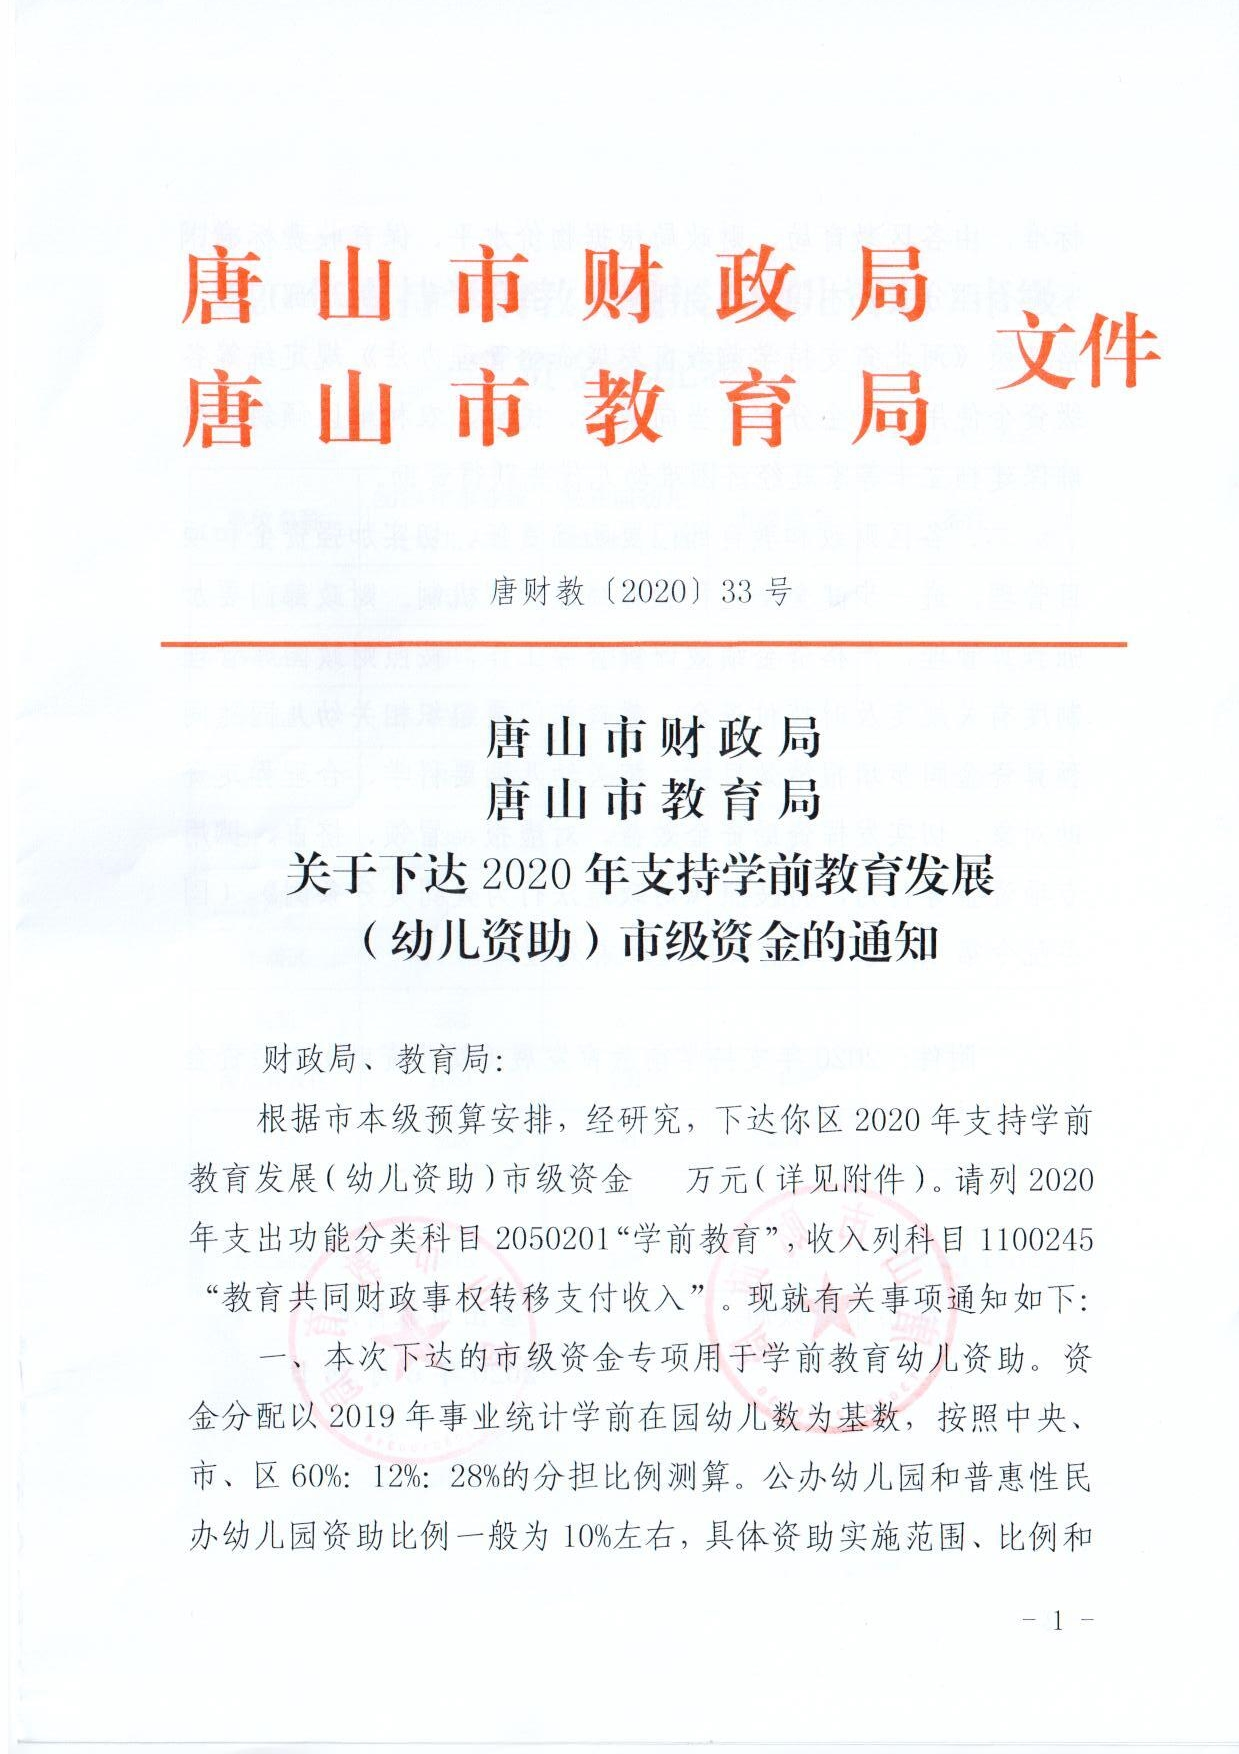 唐山市财政局
唐山市教育局
文件
唐财教〔2020〕33号
唐山市财政局
唐山市教育局
关于下达2020年支持学前教育发展
（幼儿资助）市级资金的通知
财政局、教育局：
根据市本级预算安排，经研究，下达你区2020年支持学前
教育发展（幼儿资助）市级资金 万元（详见附件）。请列2020
年支出功能分类科目2050201“学前教育”，收入列科目1100245
“教育共同财政事权转移支付收入”。现就有关事项通知如下：
一、本次下达的市级资金专项用于学前教育幼儿资助。资
金分配以2019年事业统计学前在园幼儿数为基数，按照中央、
市、区60%：12%：28%的分担比例测算。公办幼儿园和普惠性民
办幼儿园资助比例一般为10%左右，具体资助实施范围、比例和
- 1 -